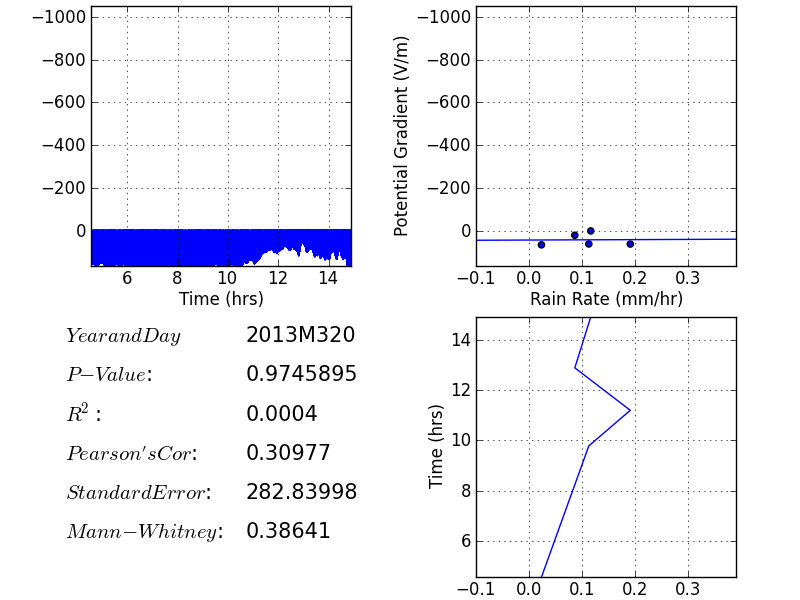 −1000
−800
−600
−400
−200
0
6 8 10 12 14
Time (hrs)
Potential Gradient (V/m)
−1000
−800
−600
−400
−200
0
−0.1 0.0 0.1 0.2 0.3
Rain Rate (mm/hr)
YearandDay 2013M320
P−Value: 0.9745895
R²: 0.0004
Pearson'sCor: 0.30977
StandardError: 282.83998
Mann−Whitney: 0.38641
Time (hrs)
14
12
10
8
6
−0.1 0.0 0.1 0.2 0.3